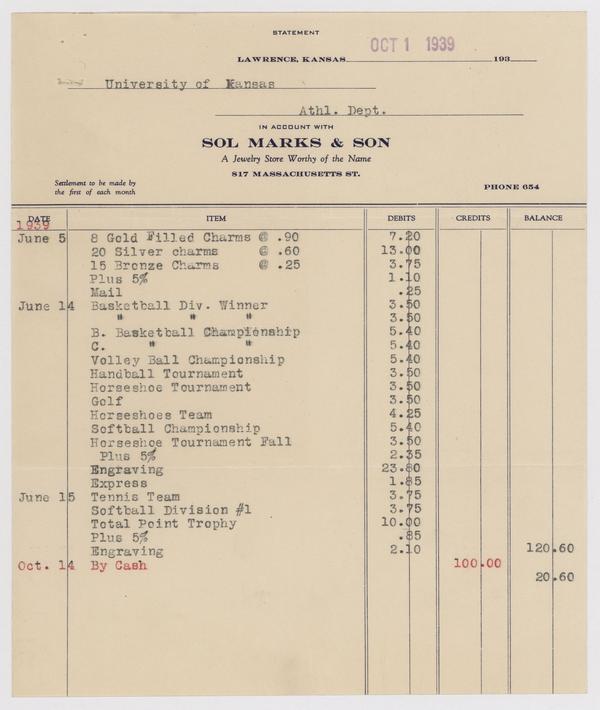 STATEMENT
OCT 1 1939
LAWRENCE, KANSAS 193
University of Kansas
Athl. Dept.
IN ACCOUNT WITH
SOL MARKS & SON
A Jewelry Store Worthy of the Name
817 MASSACHUSETTS ST.
Settlement to be made by
the first of each month
PHONE 654
DATE ITEM DEBITS CREDITS BALANCE
1939
June 5 8 Gold Filled Charms @ .90 7.20
20 Silver charms @ .60 13.00
15 Bronze Charms @ .25 3.75
Plus 5% 1.10
Mail .25
June 14 Basketball Div. Winner 3.50
" " " 3.50
B. Basketball Championship 5.40
C. " " 5.40
Volley Ball Championship 5.40
Handball Tournament 3.50
Horseshoe Tournament 3.50
Golf 3.50
Horseshoes Team 4.25
Softball Championship 5.40
Horseshoe Tournament Fall 3.50
Plus 5% 2.35
Engraving 23.80
Express 1.85
June 15 Tennis Team 3.75
Softball Division #1 3.75
Total Point Trophy 10.00
Plus 5% .85
Engraving 2.10 120.60
Oct. 14 By Cash 100.00
20.60